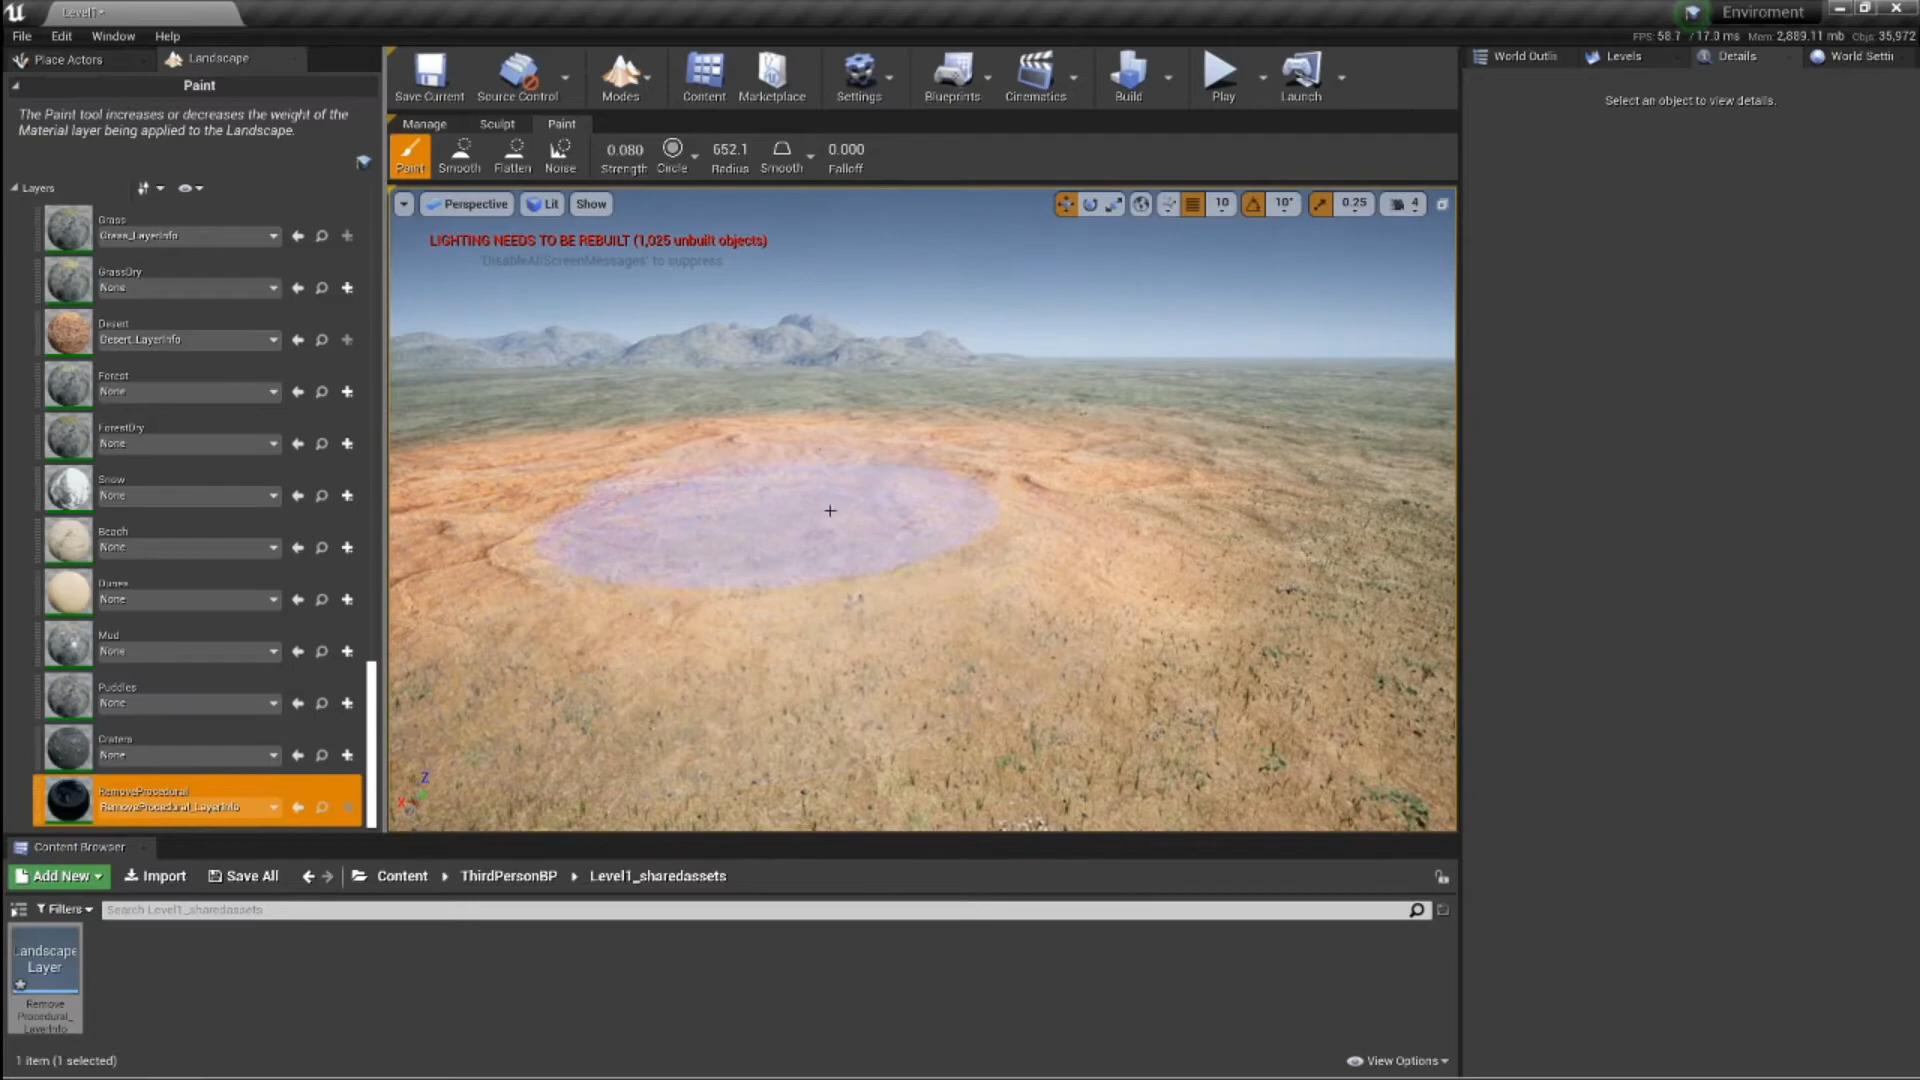 Level1*
Enviroment
File Edit Window Help
FPS: 58.7 / 17.0 ms Mem: 2,889.11 mb Objs: 35,972
Place Actors
Landscape
Paint
The Paint tool increases or decreases the weight of the
Material layer being applied to the Landscape.
Layers
Grass
Grass_LayerInfo
GrassDry
None
Desert
Desert_LayerInfo
Forest
None
ForestDry
None
Snow
None
Beach
None
Dunes
None
Mud
None
Puddles
None
Craters
None
RemoveProcedural
RemoveProcedural_LayerInfo
Save Current Source Control Modes Content Marketplace Settings Blueprints Cinematics Build Play Launch
Manage Sculpt Paint
Paint Smooth Flatten Noise
0.080 652.1 0.000
Strength Circle Radius Smooth Falloff
Perspective Lit Show
10 10° 0.25 4
LIGHTING NEEDS TO BE REBUILT (1,025 unbuilt objects)
'DisableAllScreenMessages' to suppress
Z
X
World Outlin Levels Details World Setti
Select an object to view details.
Content Browser
Add New Import Save All Content ThirdPersonBP Level1_sharedassets
Filters Search Level1_sharedassets
Landscape
Layer
Remove
Procedural_
LayerInfo
1 item (1 selected)
View Options